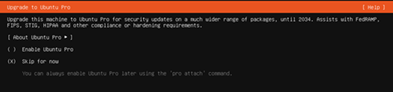 Upgrade to Ubuntu Pro [ Help ]
Upgrade this machine to Ubuntu Pro for security updates on a much wider range of packages, until 2034. Assists with FedRAMP,
FIPS, STIG, HIPAA and other compliance or hardening requirements.
[ About Ubuntu Pro ► ]
( ) Enable Ubuntu Pro
(X) Skip for now
You can always enable Ubuntu Pro later using the 'pro attach' command.